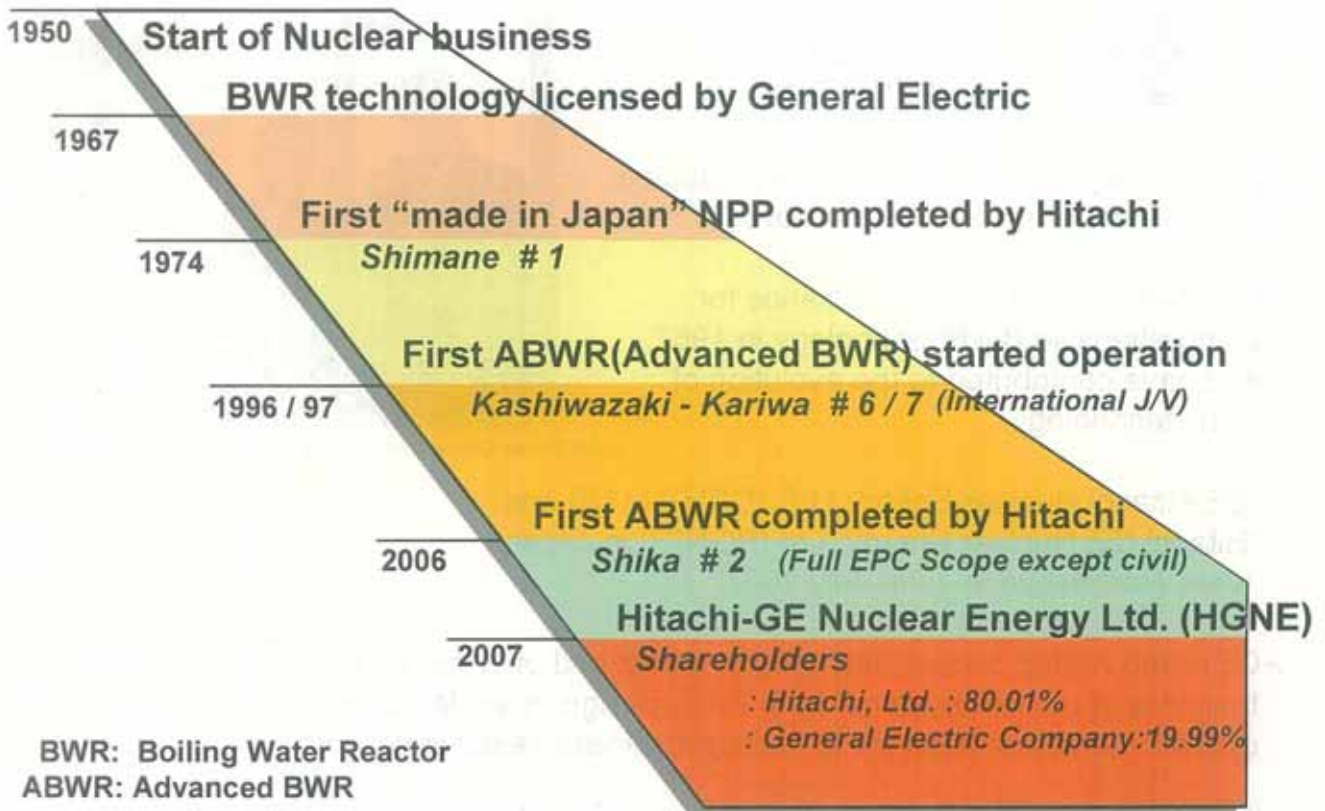 1950
Start of Nuclear business
BWR technology licensed by General Electric
1967
First “made in Japan” NPP completed by Hitachi
1974
Shimane # 1
First ABWR(Advanced BWR) started operation
1996 / 97
Kashiwazaki - Kariwa # 6 / 7 (International J/V)
First ABWR completed by Hitachi
2006
Shika # 2 (Full EPC Scope except civil)
Hitachi-GE Nuclear Energy Ltd. (HGNE)
2007
Shareholders
: Hitachi, Ltd. : 80.01%
: General Electric Company:19.99%
BWR: Boiling Water Reactor
ABWR: Advanced BWR